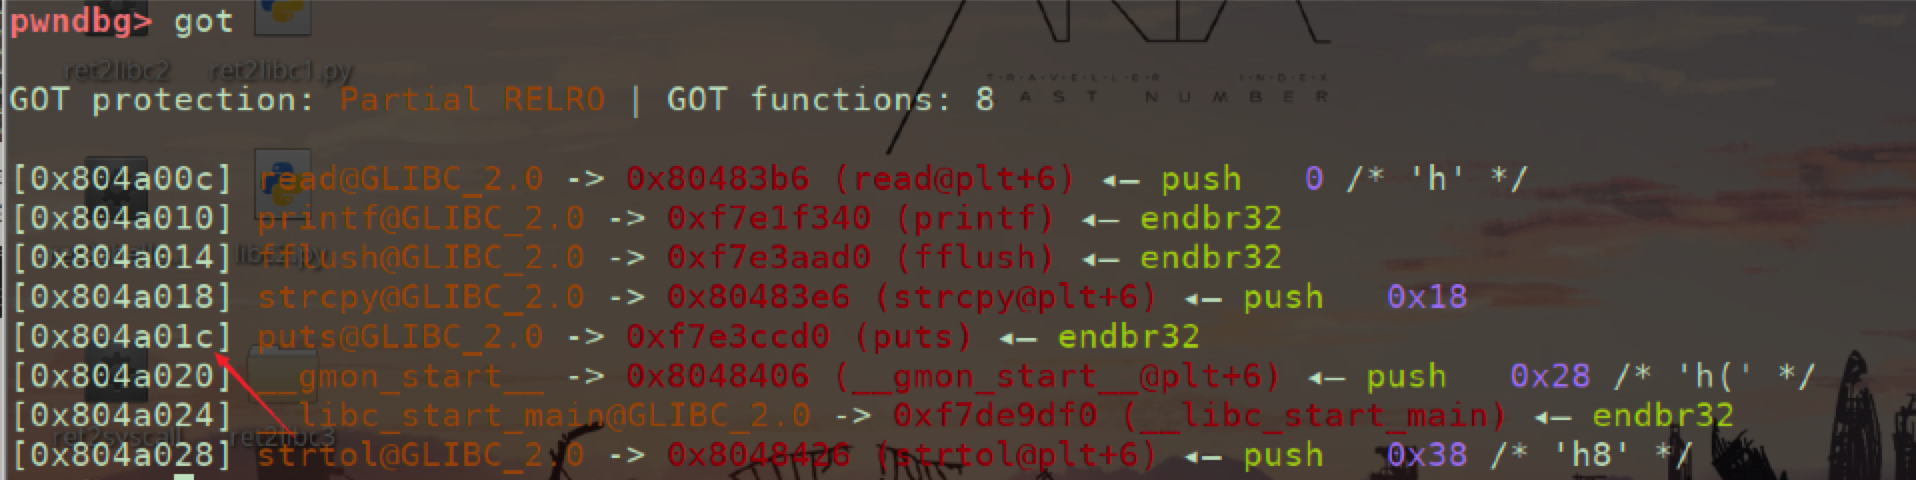 pwndbg> got
ret2libc2 ret2libc1.py
T·R·A·V·E·L·L·E·R I·N·D·E·X
GOT protection: Partial RELRO | GOT functions: 8
A S T N U M B E R
[0x804a00c] read@GLIBC_2.0 -> 0x80483b6 (read@plt+6) ◂— push 0 /* 'h' */
[0x804a010] printf@GLIBC_2.0 -> 0xf7e1f340 (printf) ◂— endbr32
[0x804a014] fflush@GLIBC_2.0 -> 0xf7e3aad0 (fflush) ◂— endbr32
[0x804a018] strcpy@GLIBC_2.0 -> 0x80483e6 (strcpy@plt+6) ◂— push 0x18
[0x804a01c] puts@GLIBC_2.0 -> 0xf7e3ccd0 (puts) ◂— endbr32
[0x804a020] __gmon_start__ -> 0x8048406 (__gmon_start__@plt+6) ◂— push 0x28 /* 'h(' */
[0x804a024] __libc_start_main@GLIBC_2.0 -> 0xf7de9df0 (__libc_start_main) ◂— endbr32
ret2syscall ret2libc3
[0x804a028] strtol@GLIBC_2.0 -> 0x8048426 (strtol@plt+6) ◂— push 0x38 /* 'h8' */